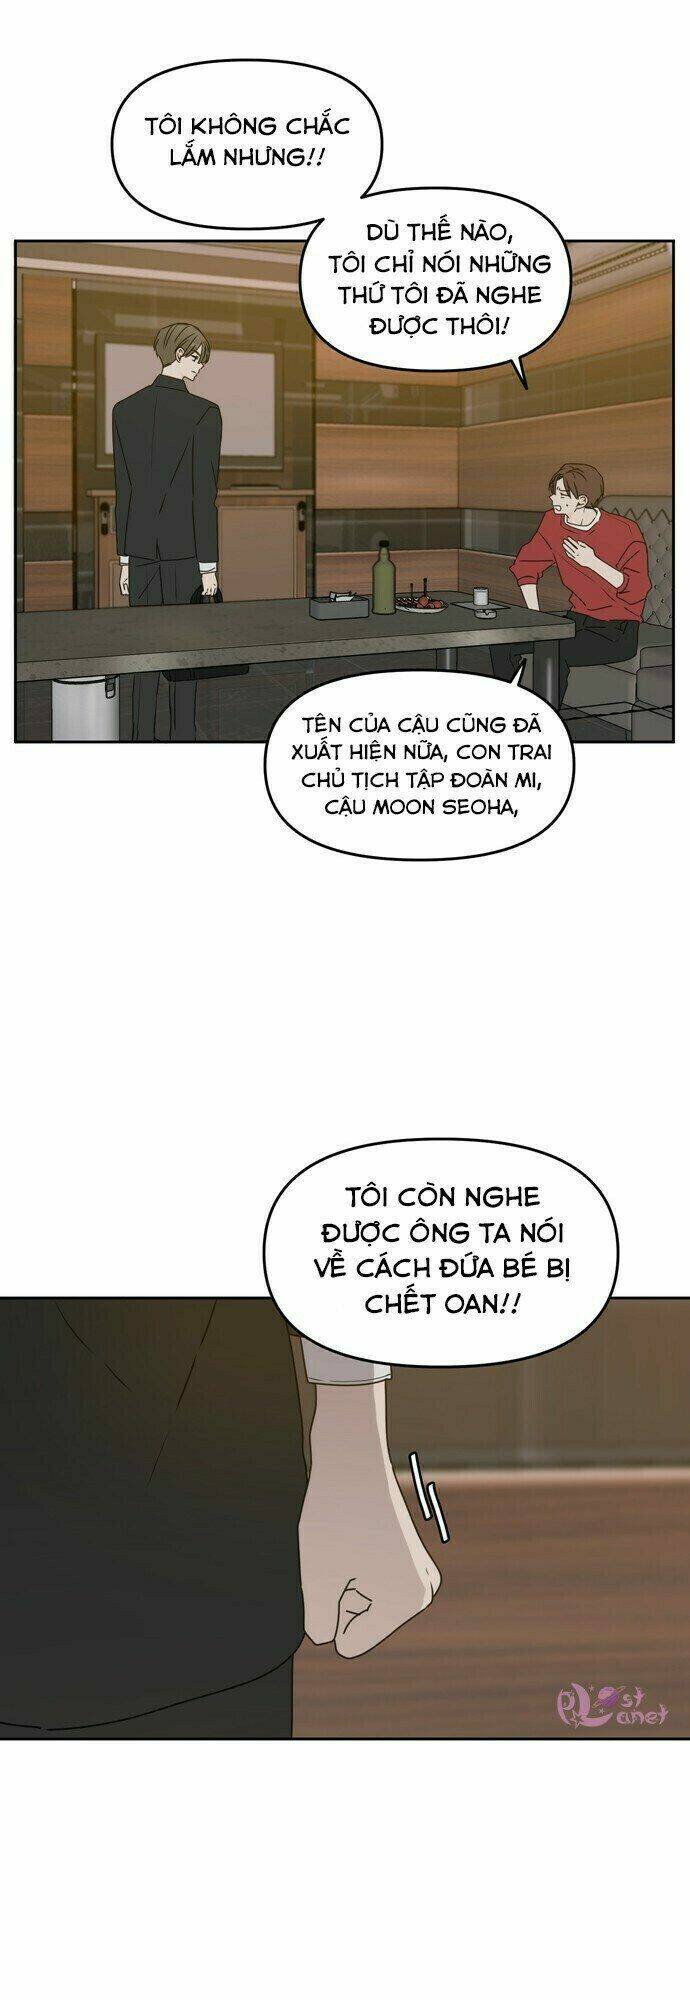 TÔI KHÔNG CHẮC
LẮM NHƯNG!!
DÙ THẾ NÀO,
TÔI CHỈ NÓI NHỮNG
THỨ TÔI ĐÃ NGHE
ĐƯỢC THÔI!
TÊN CỦA CẬU CŨNG ĐÃ
XUẤT HIỆN NỮA, CON TRAI
CHỦ TỊCH TẬP ĐOÀN MI,
CẬU MOON SEOHA,
TÔI CÒN NGHE
ĐƯỢC ÔNG TA NÓI
VỀ CÁCH ĐỨA BÉ BỊ
CHẾT OAN!!
Lost
Planet